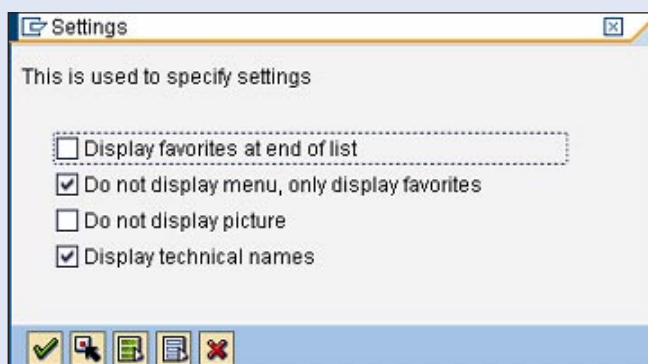 Settings
This is used to specify settings
Display favorites at end of list
Do not display menu, only display favorites
Do not display picture
Display technical names